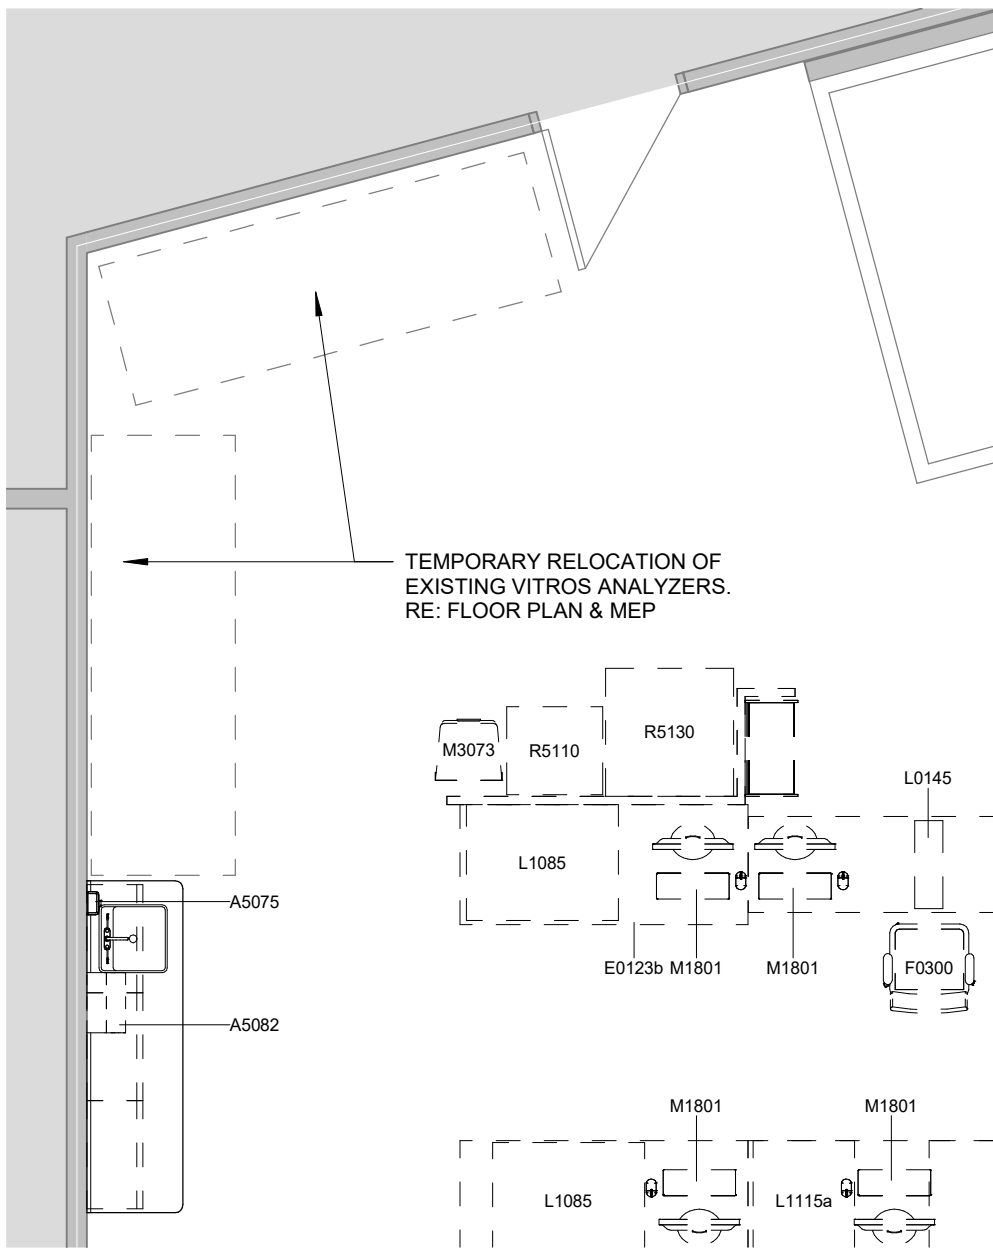 TEMPORARY RELOCATION OF
EXISTING VITROS ANALYZERS.
RE: FLOOR PLAN & MEP
M3073
R5110
R5130
L0145
L1085
A5075
E0123b
M1801
M1801
F0300
A5082
M1801
M1801
L1085
L1115a